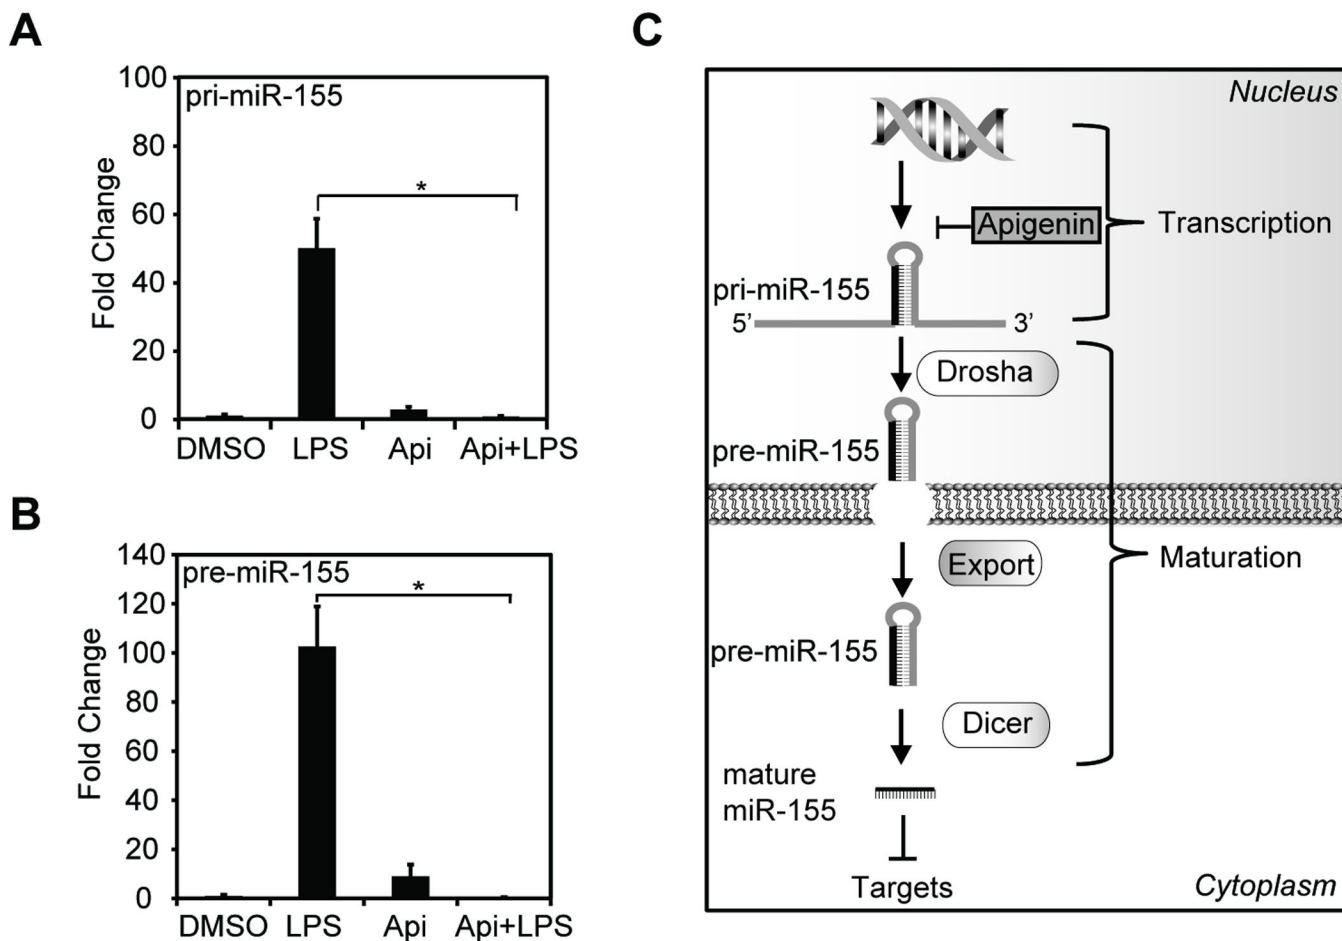 A
pri-miR-155
Fold Change
100
80
60
40
20
0
*
DMSO LPS Api Api+LPS
B
pre-miR-155
Fold Change
140
120
100
80
60
40
20
0
*
DMSO LPS Api Api+LPS
C
Nucleus
Apigenin
Transcription
pri-miR-155
5’ 3’
Drosha
pre-miR-155
Export
Maturation
pre-miR-155
Dicer
mature
miR-155
Targets
Cytoplasm